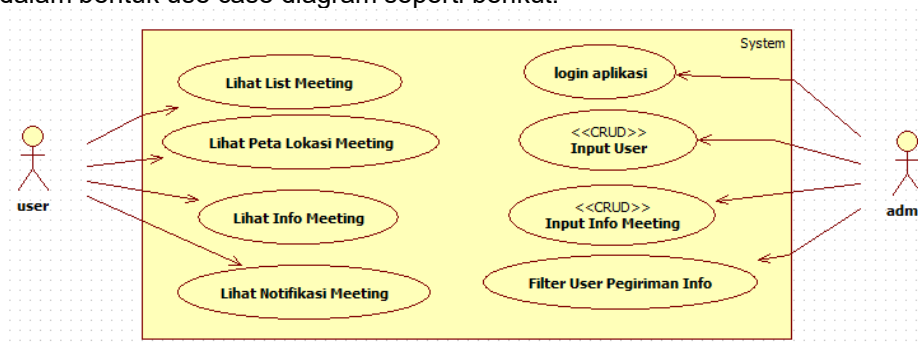 dalam bentuk use case diagram seperti berikut:
System
Lihat List Meeting
login aplikasi
Lihat Peta Lokasi Meeting
<<CRUD>>
Input User
user
Lihat Info Meeting
<<CRUD>>
Input Info Meeting
adm
Lihat Notifikasi Meeting
Filter User Pegiriman Info